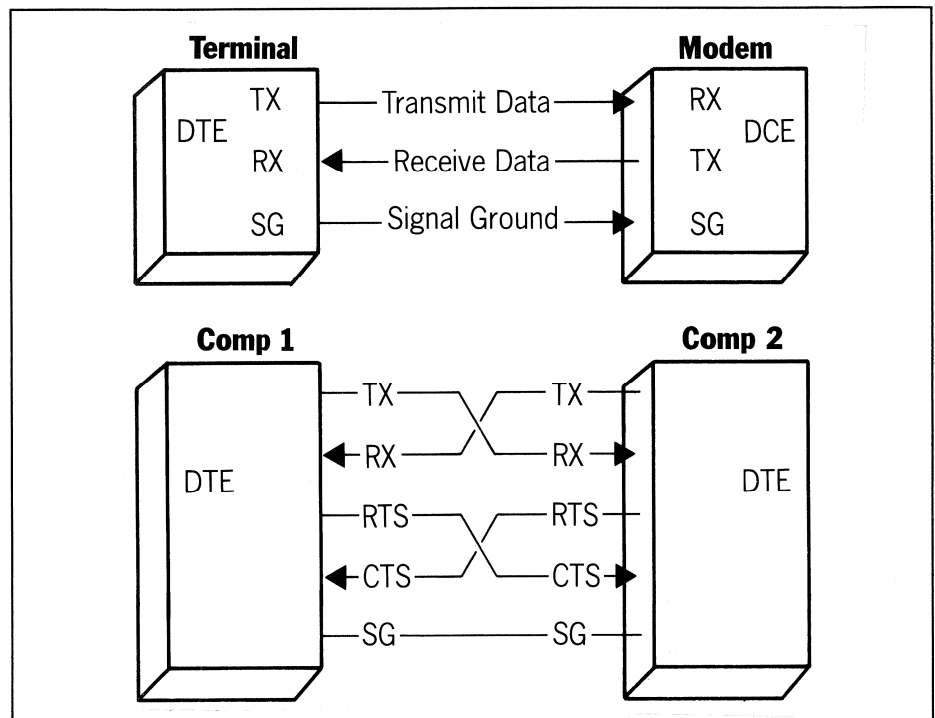 Terminal Modem
TX Transmit Data RX
DTE DCE
RX Receive Data TX
SG Signal Ground SG
Comp 1 Comp 2
TX TX
RX RX
DTE DTE
RTS RTS
CTS CTS
SG SG